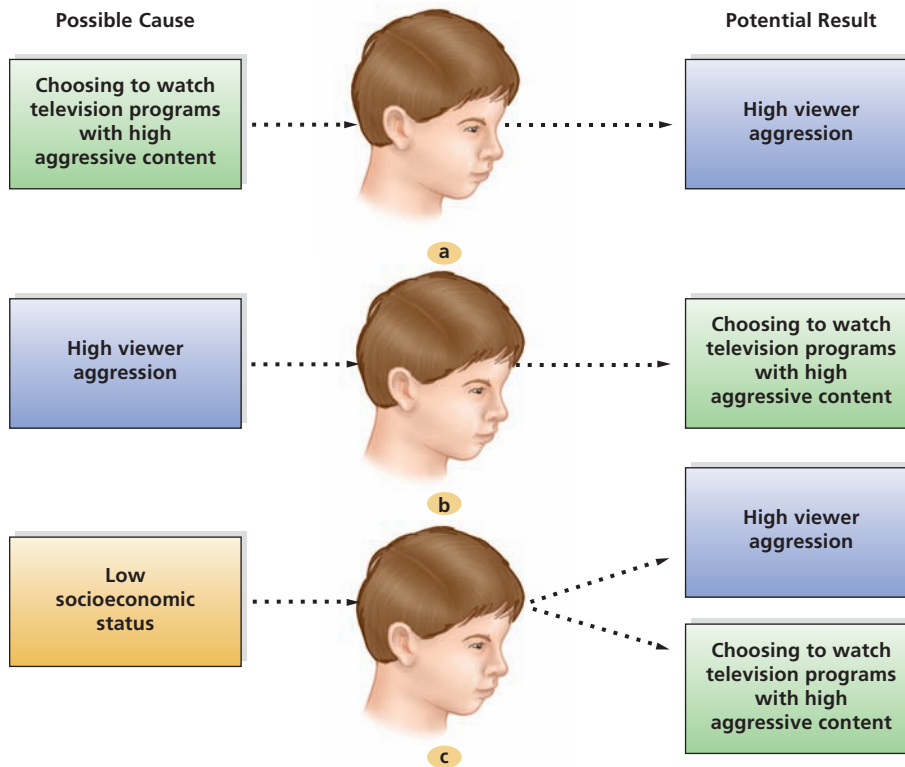 Possible Cause
Potential Result
Choosing to watch
television programs
with high
aggressive content
High viewer
aggression
a
High viewer
aggression
Choosing to watch
television programs
with high
aggressive content
b
Low
socioeconomic
status
High viewer
aggression
Choosing to watch
television programs
with high
aggressive content
c